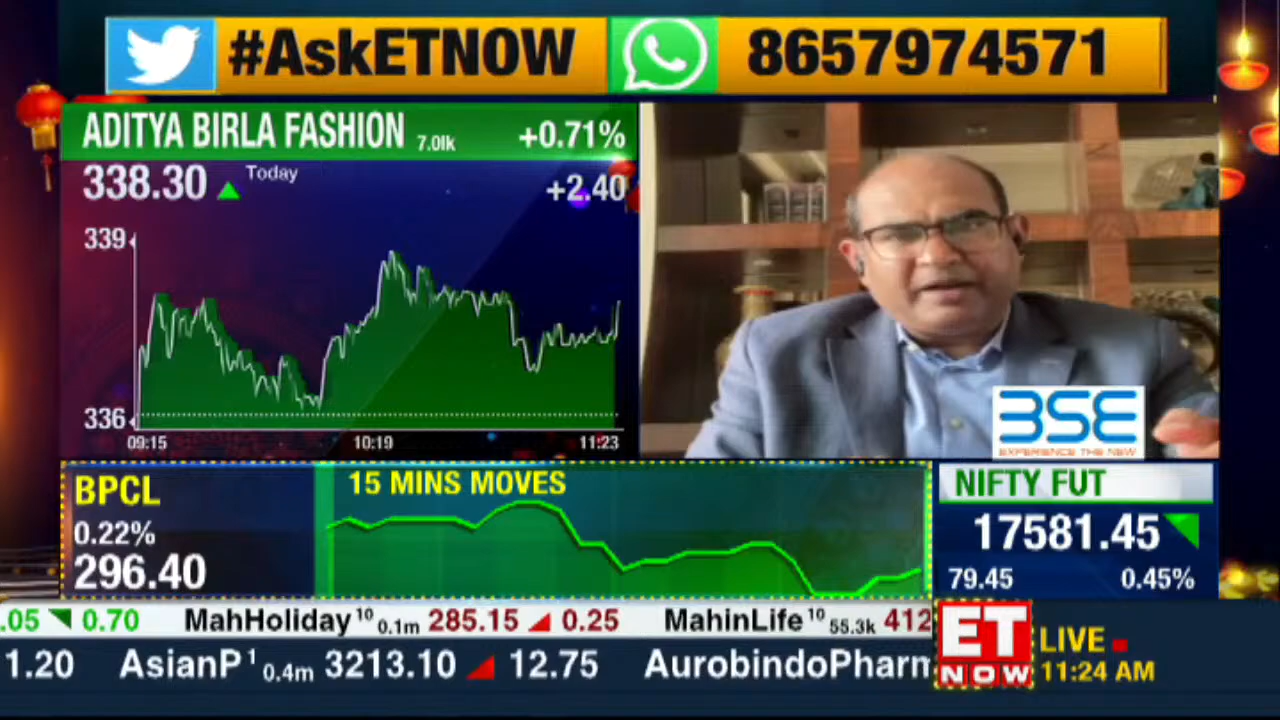 #AskETNOW 8657974571
ADITYA BIRLA FASHION 7.0lk +0.71%
338.30 Today +2.40
339
336
09:15 10:19 11:23
BSE
EXPERIENCE THE NEW
BPCL
0.22%
296.40
15 MINS MOVES
NIFTY FUT
17581.45
79.45 0.45%
.05 0.70 MahHoliday 10 0.1m 285.15 0.25 MahinLife 10 55.3k 412
1.20 AsianP 1 0.4m 3213.10 12.75 AurobindoPharm
ET
NOW
LIVE
11:24 AM